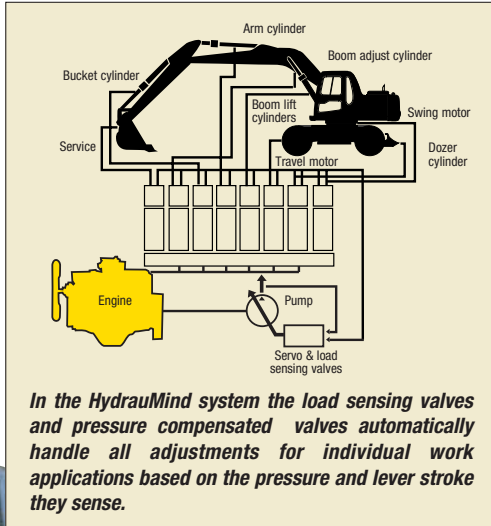 Arm cylinder
Boom adjust cylinder
Bucket cylinder
Swing motor
Boom lift
cylinders
Service
Travel motor
Dozer
cylinder
Engine
Pump
Servo & load
sensing valves
In the HydrauMind system the load sensing valves
and pressure compensated valves automatically
handle all adjustments for individual work
applications based on the pressure and lever stroke
they sense.